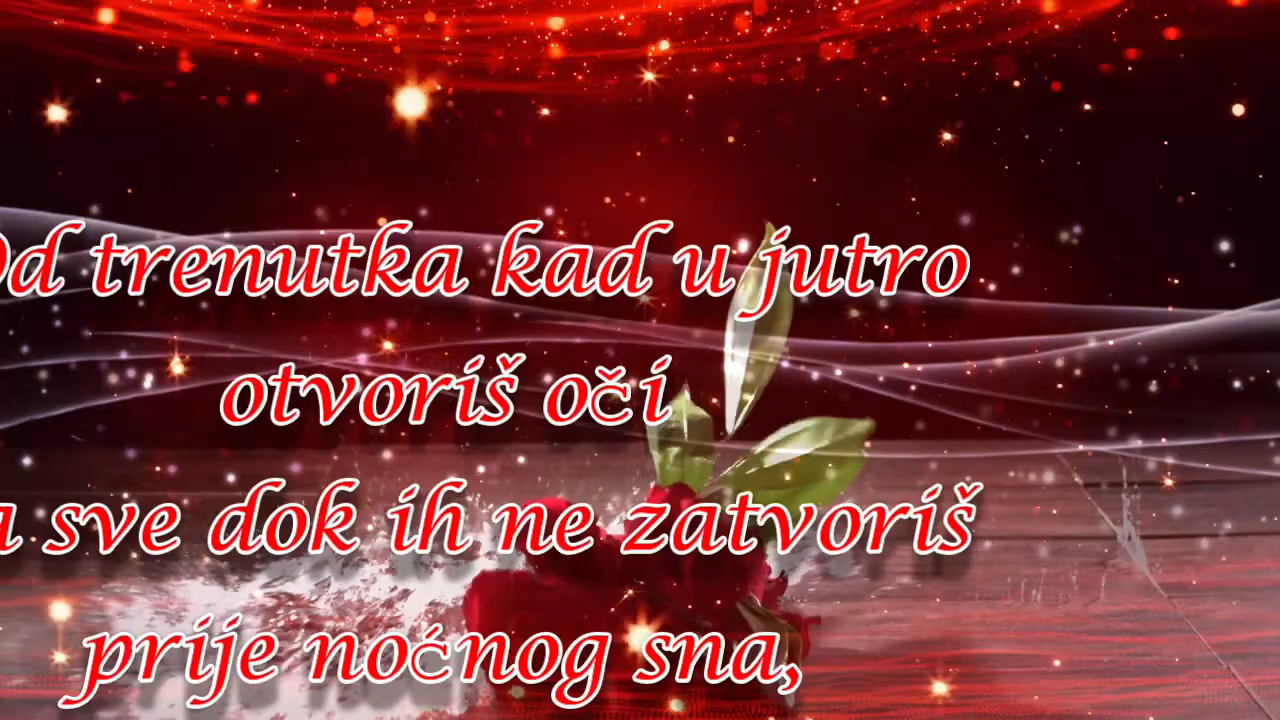 Od trenutka kad u jutro
otvoriš oči
a sve dok ih ne zatvoriš
prije noćnog sna,